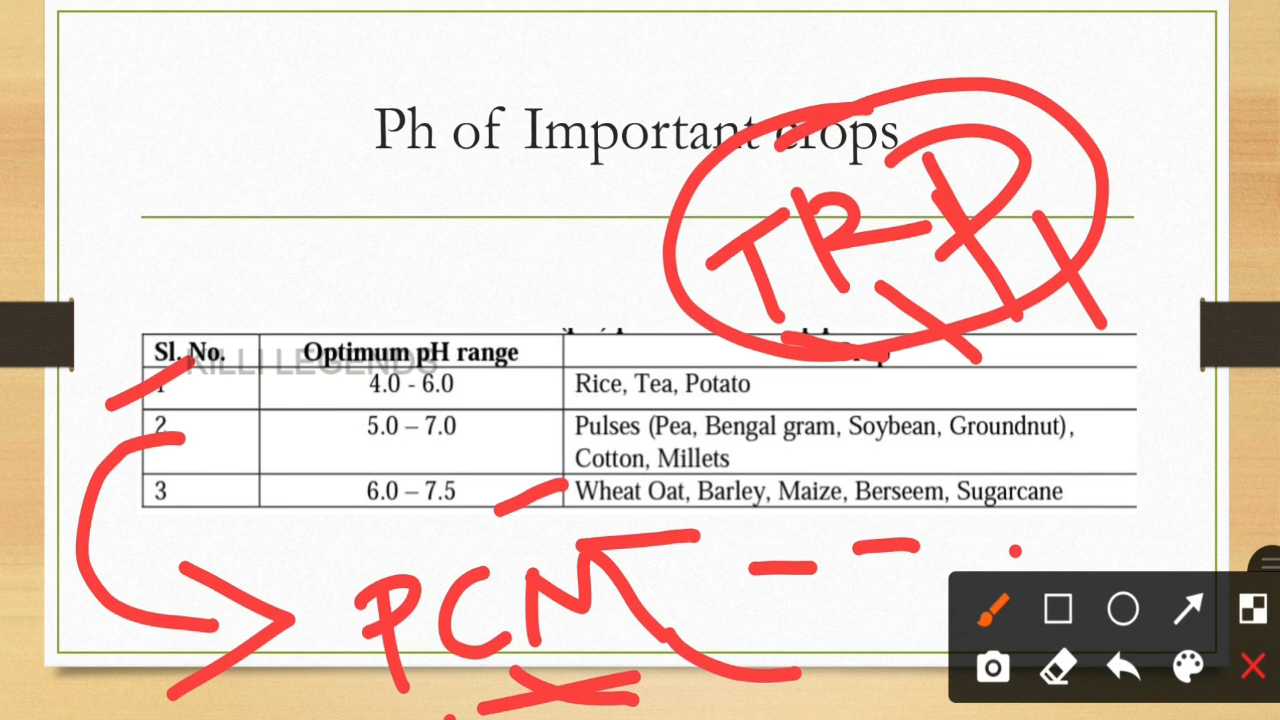 Ph of Important crops
TRP
Sl. No. Optimum pH range
KILLI LEGENDS
1 4.0 - 6.0 Rice, Tea, Potato
2 5.0 – 7.0 Pulses (Pea, Bengal gram, Soybean, Groundnut),
Cotton, Millets
3 6.0 – 7.5 Wheat Oat, Barley, Maize, Berseem, Sugarcane
PCM